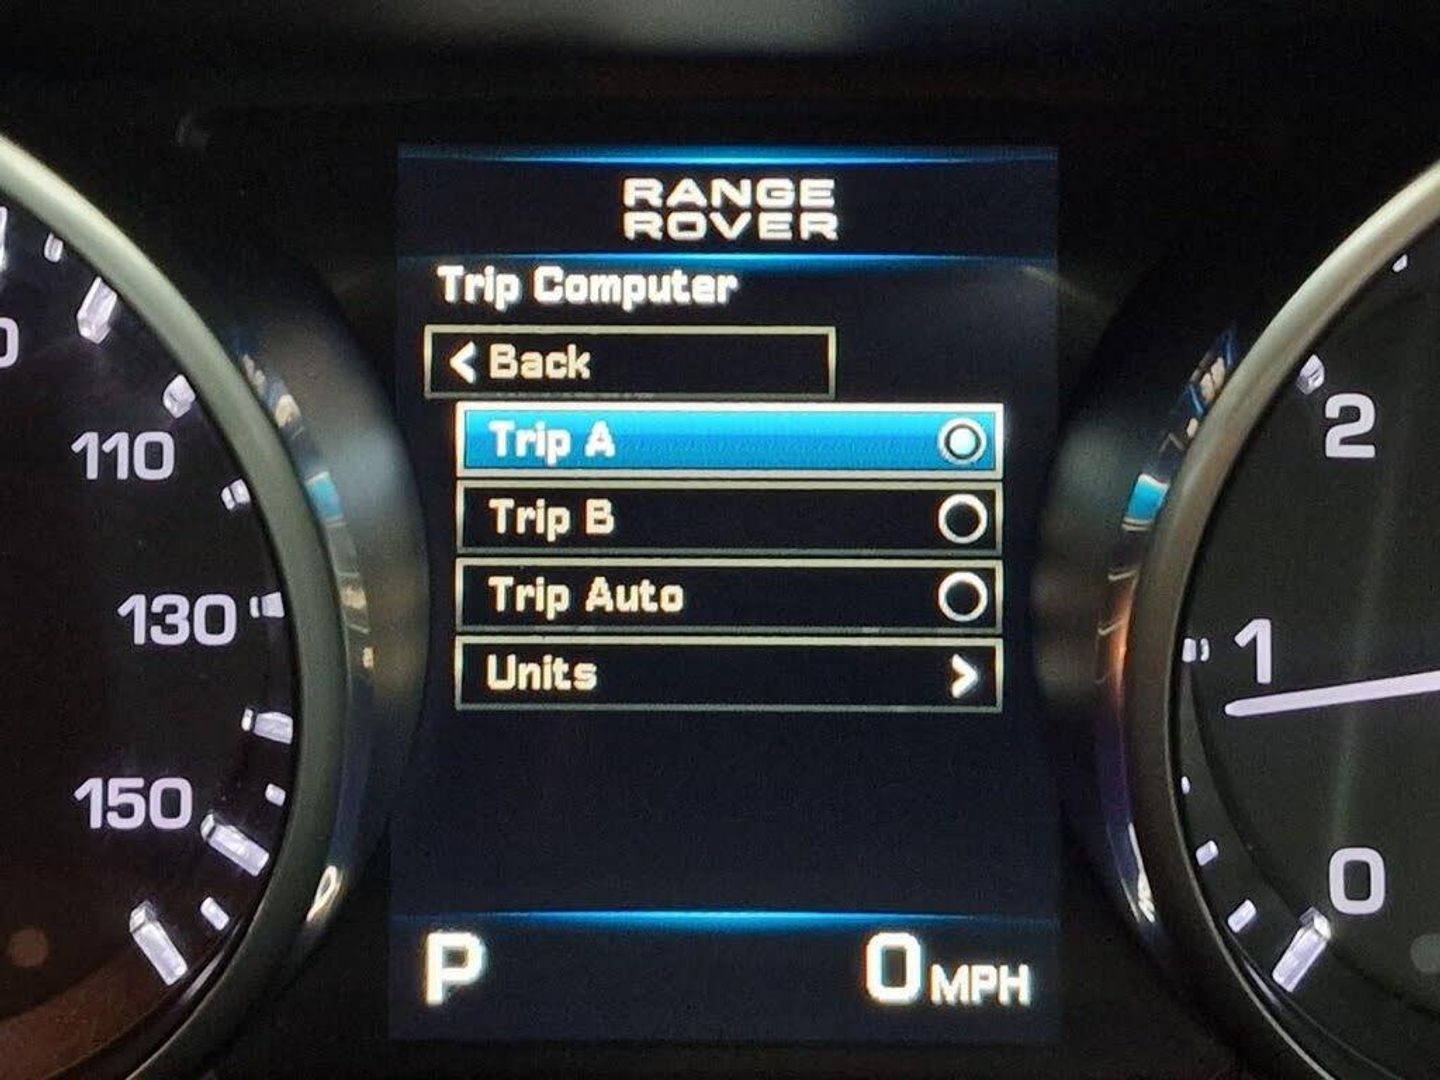 RANGE
ROVER
Trip Computer
Back
Trip A
Trip B
Trip Auto
Units
P
0 MPH
110
130
150
2
1
0